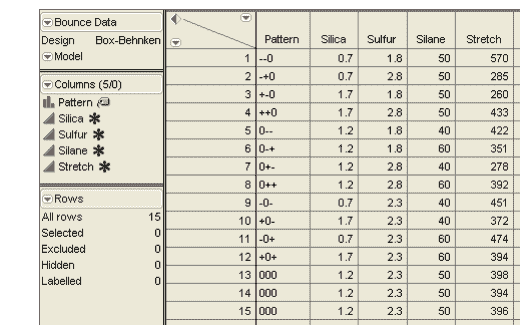 Bounce Data
Design Box-Behnken
Model
Columns (5/0)
Pattern
Silica
Sulfur
Silane
Stretch
Rows
All rows 15
Selected 0
Excluded 0
Hidden 0
Labelled 0
Pattern Silica Sulfur Silane Stretch
1 --0 0.7 1.8 50 570
2 -+0 0.7 2.8 50 285
3 +-0 1.7 1.8 50 260
4 ++0 1.7 2.8 50 433
5 0-- 1.2 1.8 40 422
6 0-+ 1.2 1.8 60 351
7 0+- 1.2 2.8 40 278
8 0++ 1.2 2.8 60 392
9 -0- 0.7 2.3 40 451
10 +0- 1.7 2.3 40 372
11 -0+ 0.7 2.3 60 474
12 +0+ 1.7 2.3 60 394
13 000 1.2 2.3 50 398
14 000 1.2 2.3 50 394
15 000 1.2 2.3 50 396